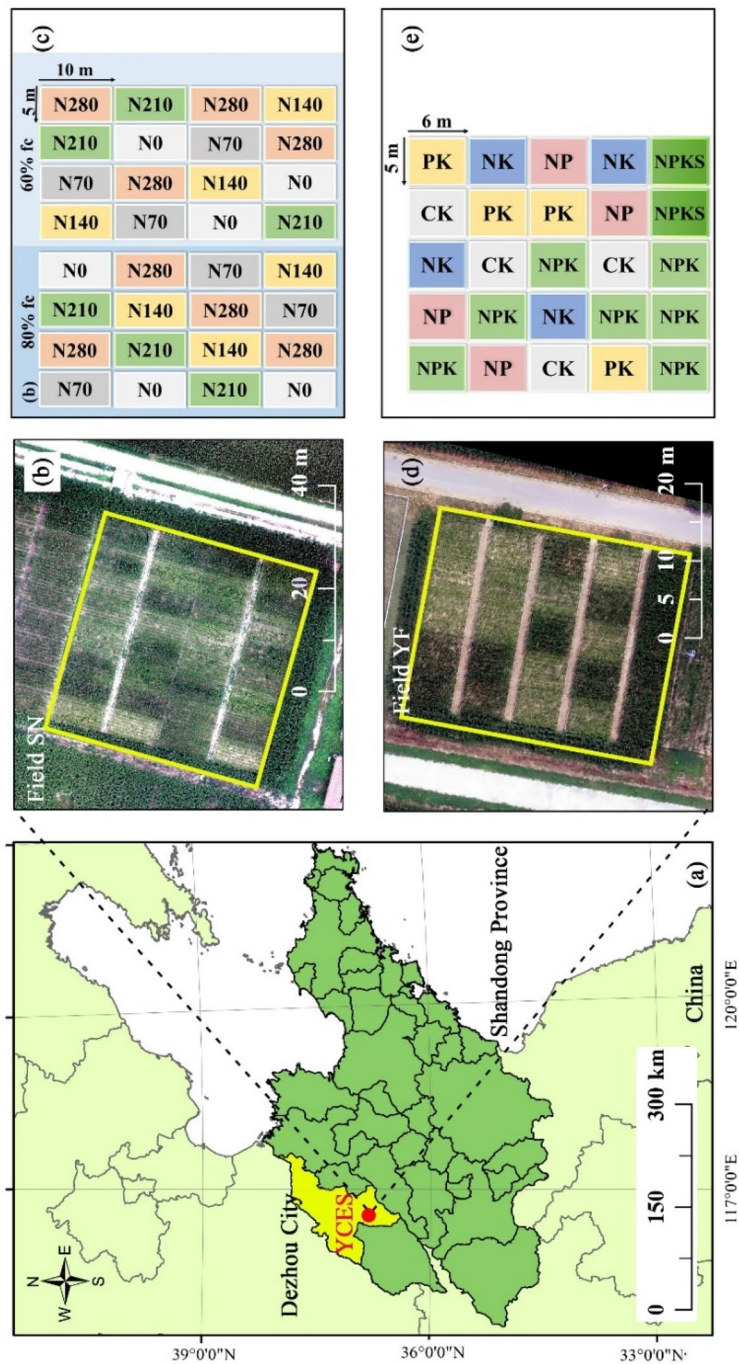 (c)
10 m
5 m
60% fc
N280 N210 N280 N140
N210 N0 N70 N280
N70 N280 N140 N0
N140 N70 N0 N210
80% fc
N0 N280 N70 N140
N210 N140 N280 N70
N280 N210 N140 N280
N70 N0 N210 N0
(b)
(e)
6 m
5 m
PK NK NP NK NPKS
CK PK PK NP NPKS
NK CK NPK CK NPK
NP NPK NK NPK NPK
NPK NP CK PK NPK
Field SN
(b)
0 20 40 m
Field YF
(d)
0 5 10 20 m
N
W E
S
Dezhou City
YCES
Shandong Province
China
(a)
0 150 300 km
39°0'0"N
36°0'0"N
33°0'0"N
117°0'0"E
120°0'0"E